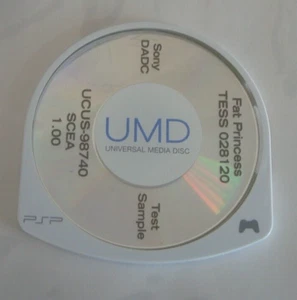 Sony
DADC
Fat Princess
TESS 028120
UMD
UNIVERSAL MEDIA DISC
UCUS-98740
SCEA
1.00
Test
Sample
PSP